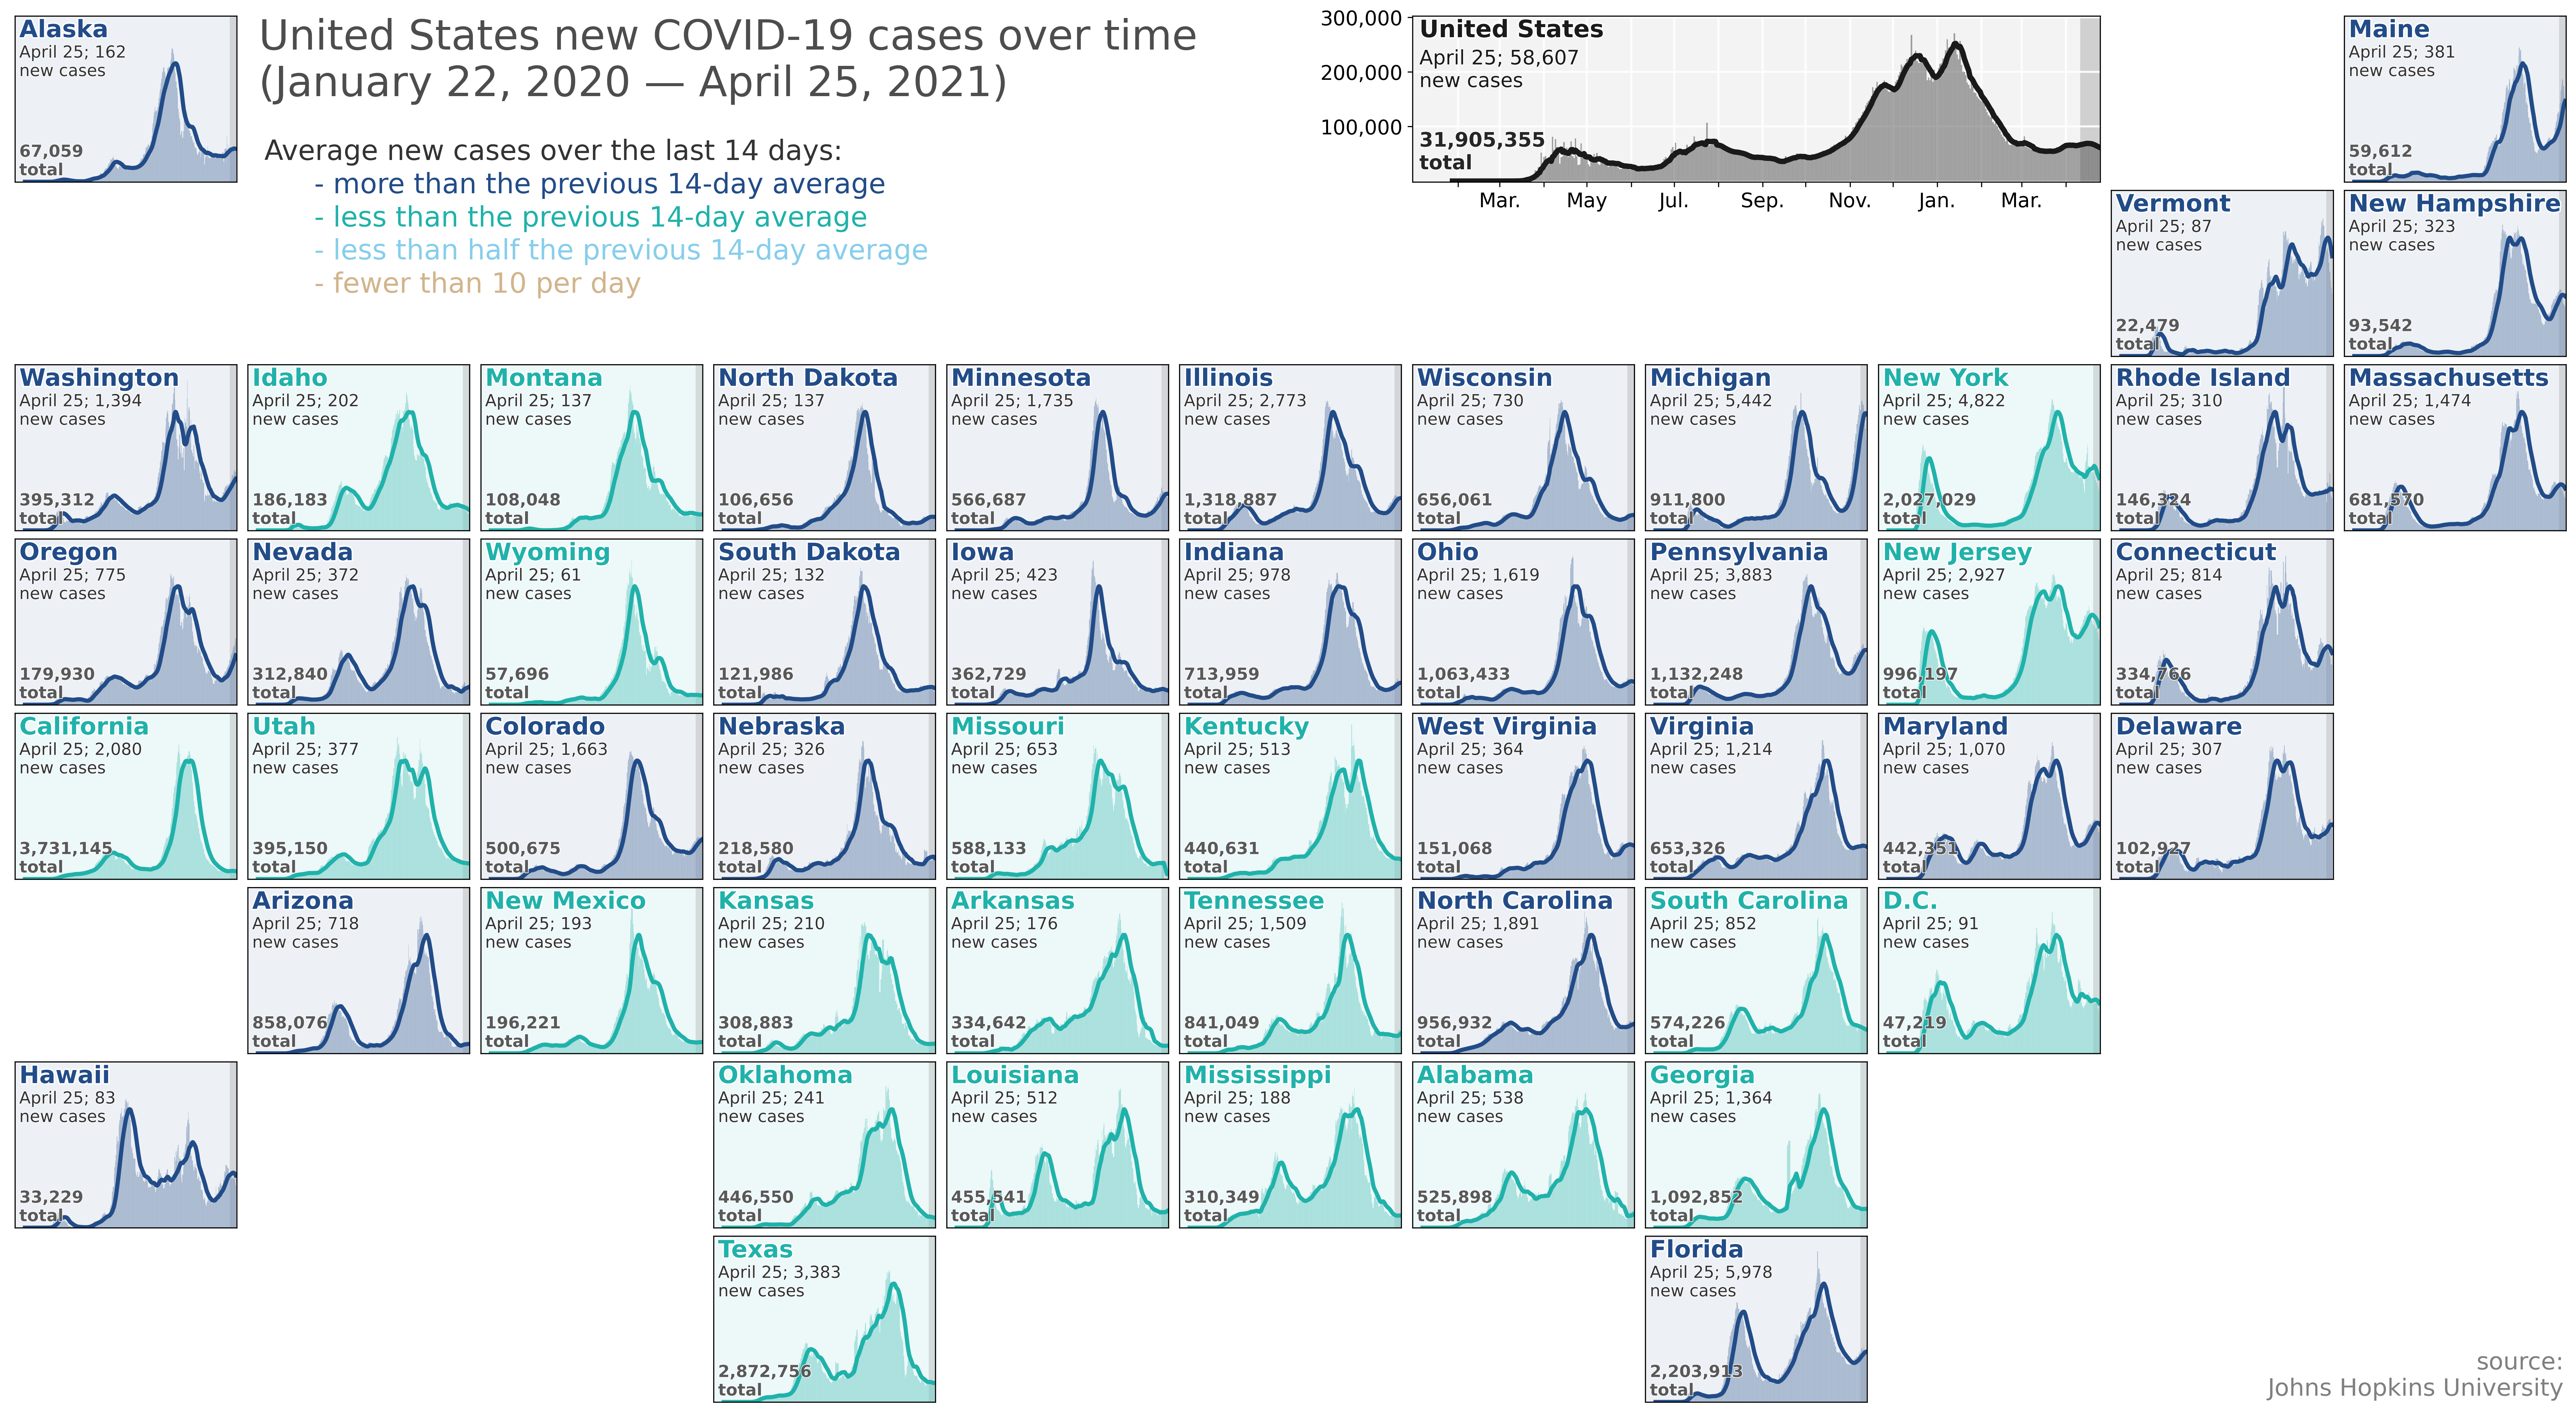 Alaska
April 25; 162
new cases
67,059
total
United States new COVID-19 cases over time
(January 22, 2020 — April 25, 2021)
Average new cases over the last 14 days:
- more than the previous 14-day average
- less than the previous 14-day average
- less than half the previous 14-day average
- fewer than 10 per day
300,000
200,000
100,000
United States
April 25; 58,607
new cases
31,905,355
total
Mar. May Jul. Sep. Nov. Jan. Mar.
Maine
April 25; 381
new cases
59,612
total
Vermont
April 25; 87
new cases
22,479
total
New Hampshire
April 25; 323
new cases
93,542
total
Washington
April 25; 1,394
new cases
395,312
total
Idaho
April 25; 202
new cases
186,183
total
Montana
April 25; 137
new cases
108,048
total
North Dakota
April 25; 137
new cases
106,656
total
Minnesota
April 25; 1,735
new cases
566,687
total
Illinois
April 25; 2,773
new cases
1,318,887
total
Wisconsin
April 25; 730
new cases
656,061
total
Michigan
April 25; 5,442
new cases
911,800
total
New York
April 25; 4,822
new cases
2,027,029
total
Rhode Island
April 25; 310
new cases
146,324
total
Massachusetts
April 25; 1,474
new cases
681,570
total
Oregon
April 25; 775
new cases
179,930
total
Nevada
April 25; 372
new cases
312,840
total
Wyoming
April 25; 61
new cases
57,696
total
South Dakota
April 25; 132
new cases
121,986
total
Iowa
April 25; 423
new cases
362,729
total
Indiana
April 25; 978
new cases
713,959
total
Ohio
April 25; 1,619
new cases
1,063,433
total
Pennsylvania
April 25; 3,883
new cases
1,132,248
total
New Jersey
April 25; 2,927
new cases
996,197
total
Connecticut
April 25; 814
new cases
334,766
total
California
April 25; 2,080
new cases
3,731,145
total
Utah
April 25; 377
new cases
395,150
total
Colorado
April 25; 1,663
new cases
500,675
total
Nebraska
April 25; 326
new cases
218,580
total
Missouri
April 25; 653
new cases
588,133
total
Kentucky
April 25; 513
new cases
440,631
total
West Virginia
April 25; 364
new cases
151,068
total
Virginia
April 25; 1,214
new cases
653,326
total
Maryland
April 25; 1,070
new cases
442,351
total
Delaware
April 25; 307
new cases
102,927
total
Arizona
April 25; 718
new cases
858,076
total
New Mexico
April 25; 193
new cases
196,221
total
Kansas
April 25; 210
new cases
308,883
total
Arkansas
April 25; 176
new cases
334,642
total
Tennessee
April 25; 1,509
new cases
841,049
total
North Carolina
April 25; 1,891
new cases
956,932
total
South Carolina
April 25; 852
new cases
574,226
total
D.C.
April 25; 91
new cases
47,219
total
Hawaii
April 25; 83
new cases
33,229
total
Oklahoma
April 25; 241
new cases
446,550
total
Louisiana
April 25; 512
new cases
455,541
total
Mississippi
April 25; 188
new cases
310,349
total
Alabama
April 25; 538
new cases
525,898
total
Georgia
April 25; 1,364
new cases
1,092,852
total
Texas
April 25; 3,383
new cases
2,872,756
total
Florida
April 25; 5,978
new cases
2,203,913
total
source:
Johns Hopkins University